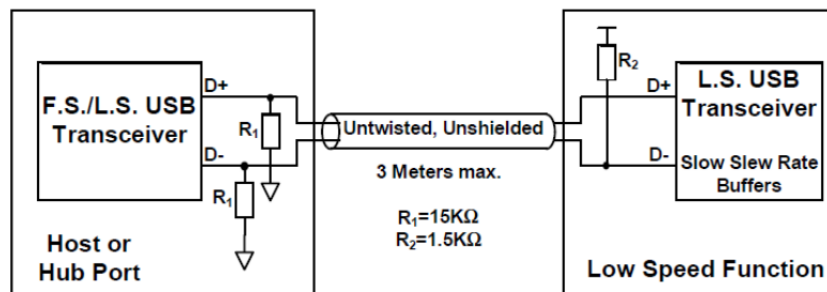 F.S./L.S. USB
Transceiver
D+
D-
R1
R1
Host or
Hub Port
Untwisted, Unshielded
3 Meters max.
R1=15KΩ
R2=1.5KΩ
R2
D+
D-
L.S. USB
Transceiver
Slow Slew Rate
Buffers
Low Speed Function